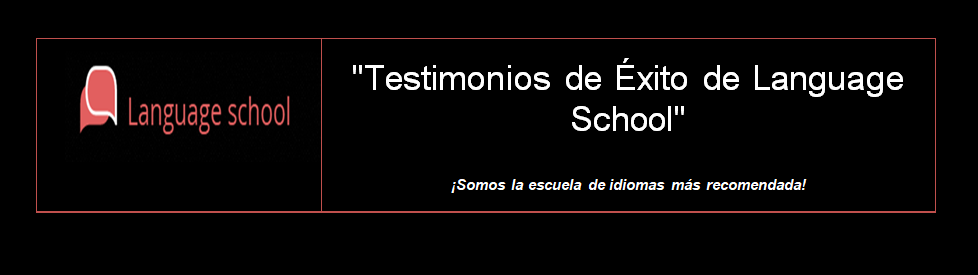 Language school
"Testimonios de Éxito de Language
School"
¡Somos la escuela de idiomas más recomendada!